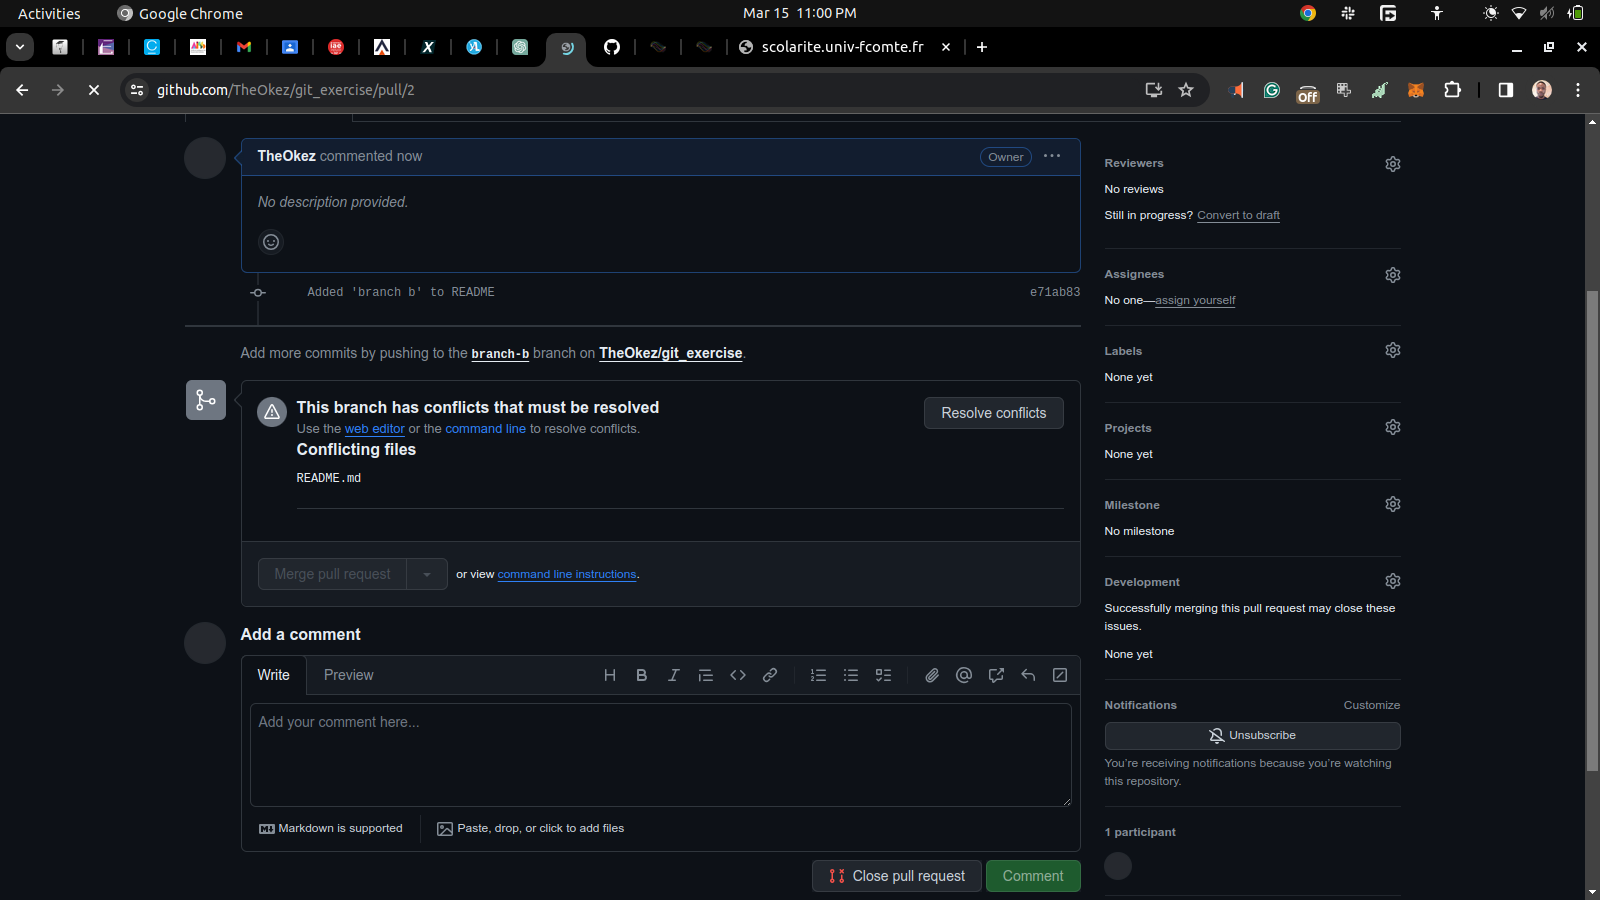 Activities
Google Chrome
Mar 15 11:00 PM
scolarite.univ-fcomte.fr
github.com/TheOkez/git_exercise/pull/2
Off
TheOkez commented now
Owner
No description provided.
Added 'branch b' to README
e71ab83
Add more commits by pushing to the branch-b branch on TheOkez/git_exercise.
This branch has conflicts that must be resolved
Use the web editor or the command line to resolve conflicts.
Resolve conflicts
Conflicting files
README.md
Merge pull request
or view command line instructions.
Add a comment
Write
Preview
Add your comment here...
Markdown is supported
Paste, drop, or click to add files
Close pull request
Comment
Reviewers
No reviews
Still in progress? Convert to draft
Assignees
No one—assign yourself
Labels
None yet
Projects
None yet
Milestone
No milestone
Development
Successfully merging this pull request may close these
issues.
None yet
Notifications
Customize
Unsubscribe
You're receiving notifications because you're watching
this repository.
1 participant